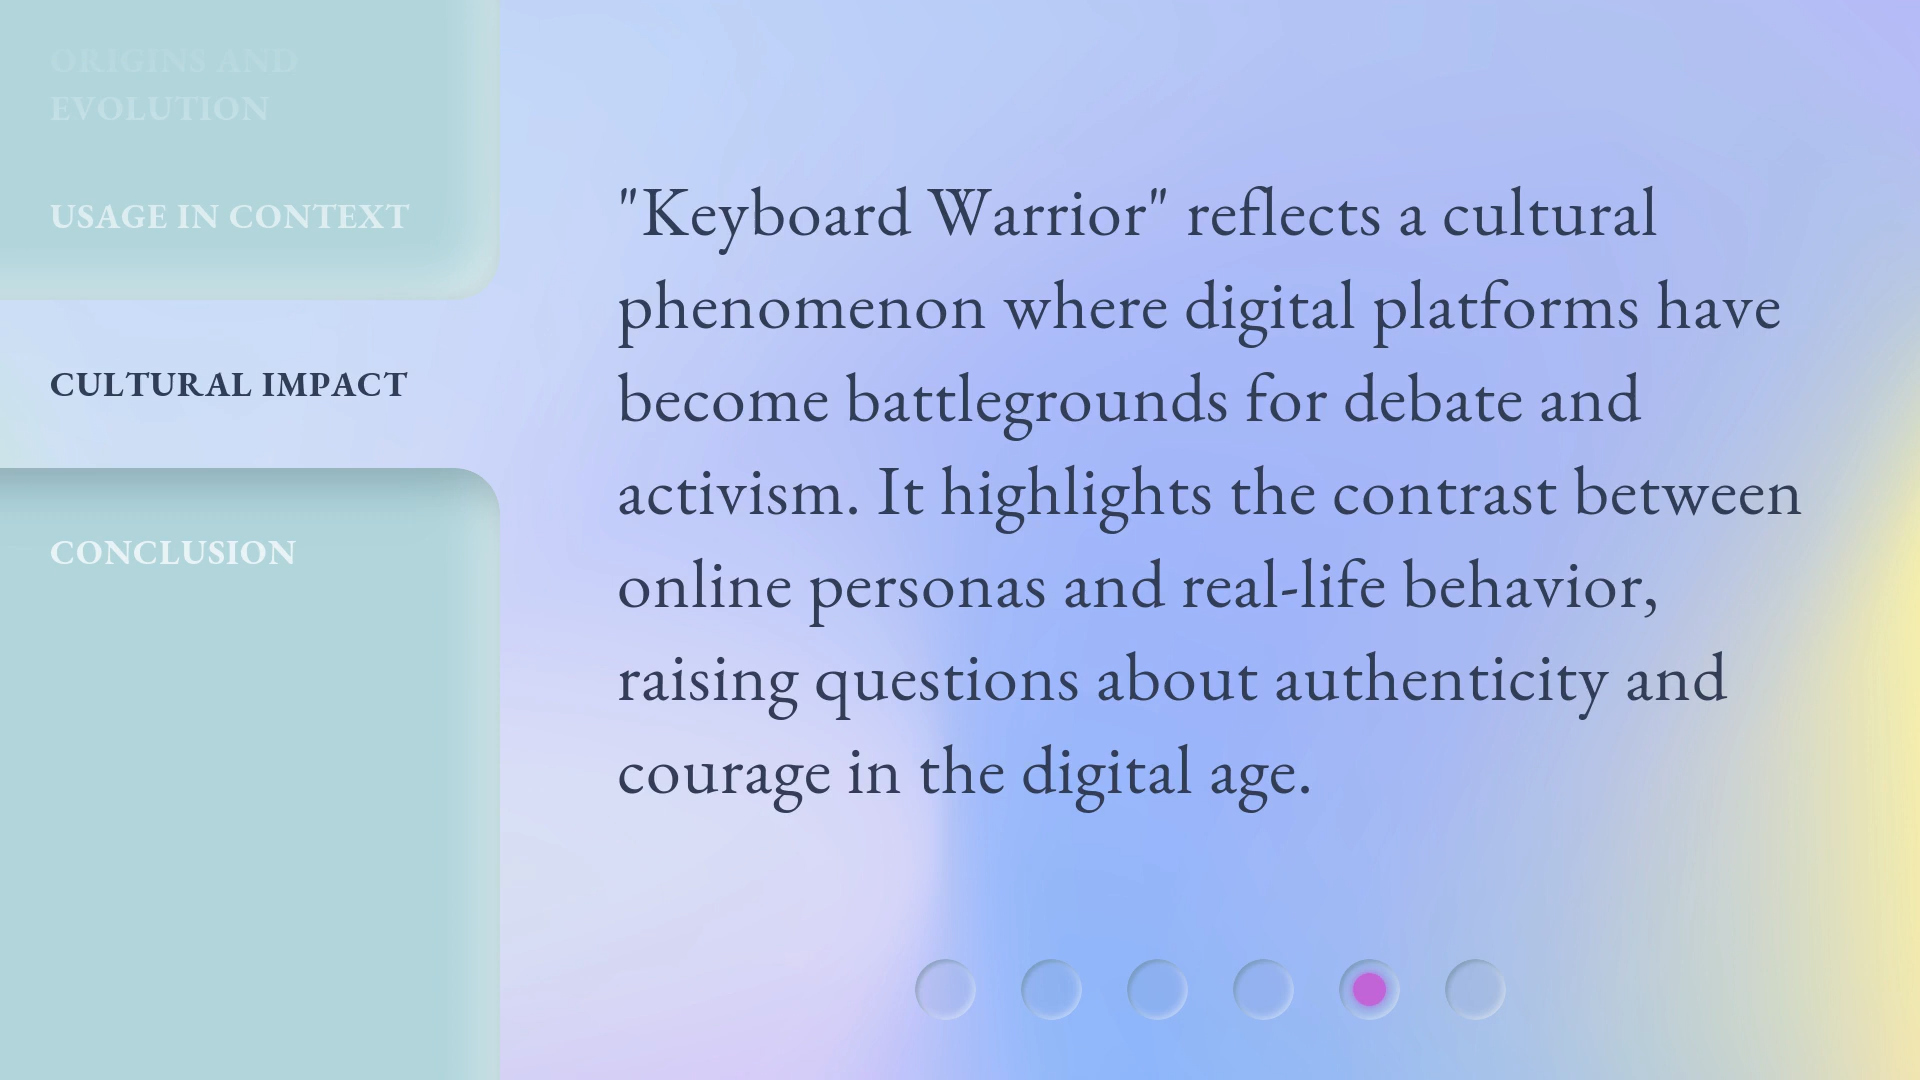 ORIGINS AND
EVOLUTION
USAGE IN CONTEXT
CULTURAL IMPACT
CONCLUSION
"Keyboard Warrior" reflects a cultural
phenomenon where digital platforms have
become battlegrounds for debate and
activism. It highlights the contrast between
online personas and real-life behavior,
raising questions about authenticity and
courage in the digital age.